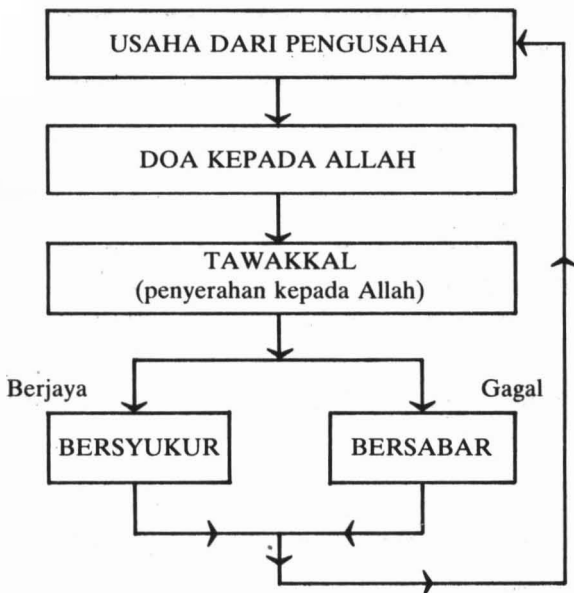 USAHA DARI PENGUSAHA
DOA KEPADA ALLAH
TAWAKKAL
(penyerahan kepada Allah)
Berjaya
Gagal
BERSYUKUR
BERSABAR